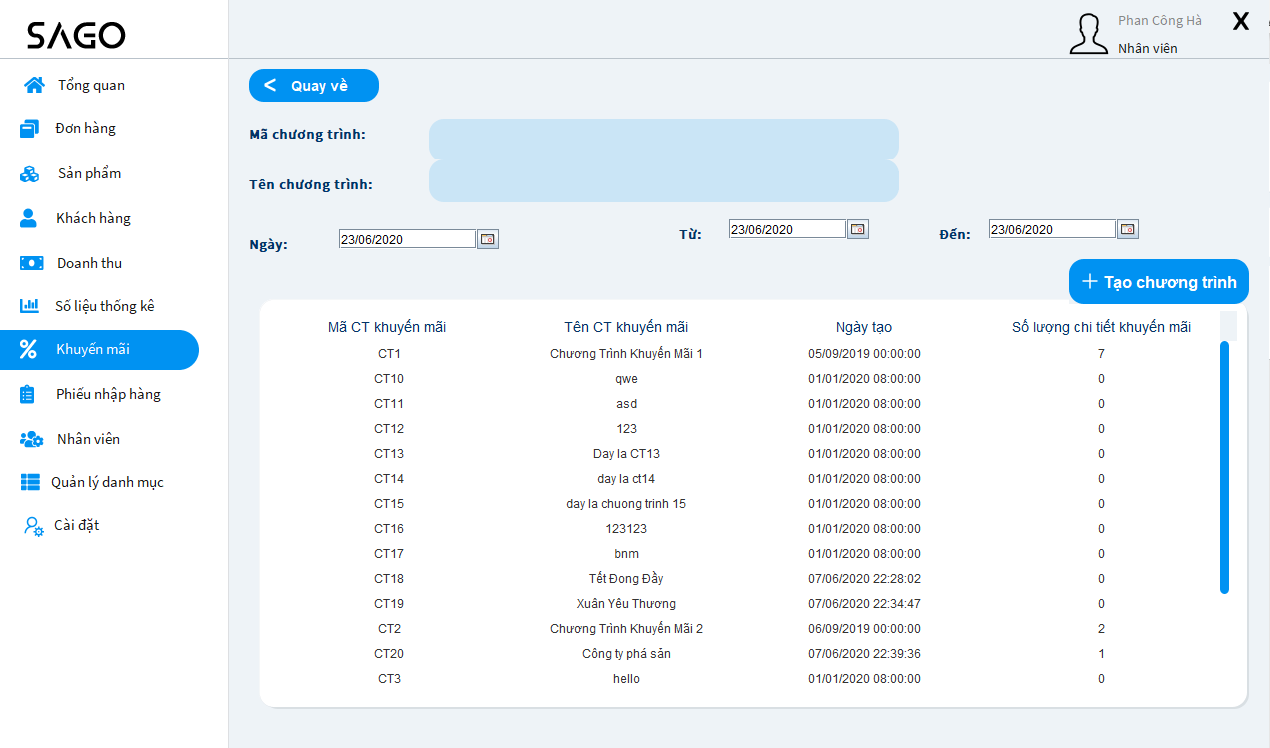 SAGO
Phan Công Hà
X
Nhân viên
Tổng quan
Đơn hàng
Sản phẩm
Khách hàng
Doanh thu
Số liệu thống kê
% Khuyến mãi
Phiếu nhập hàng
Nhân viên
Quản lý danh mục
Cài đặt
< Quay về
Mã chương trình:
Tên chương trình:
Ngày: 23/06/2020 Từ: 23/06/2020 Đến: 23/06/2020
+ Tạo chương trình
Mã CT khuyến mãi Tên CT khuyến mãi Ngày tạo Số lượng chi tiết khuyến mãi
CT1 Chương Trình Khuyến Mãi 1 05/09/2019 00:00:00 7
CT10 qwe 01/01/2020 08:00:00 0
CT11 asd 01/01/2020 08:00:00 0
CT12 123 01/01/2020 08:00:00 0
CT13 Day la CT13 01/01/2020 08:00:00 0
CT14 day la ct14 01/01/2020 08:00:00 0
CT15 day la chuong trinh 15 01/01/2020 08:00:00 0
CT16 123123 01/01/2020 08:00:00 0
CT17 bnm 01/01/2020 08:00:00 0
CT18 Tết Đong Đầy 07/06/2020 22:28:02 0
CT19 Xuân Yêu Thương 07/06/2020 22:34:47 0
CT2 Chương Trình Khuyến Mãi 2 06/09/2019 00:00:00 2
CT20 Công ty phá sản 07/06/2020 22:39:36 1
CT3 hello 01/01/2020 08:00:00 0